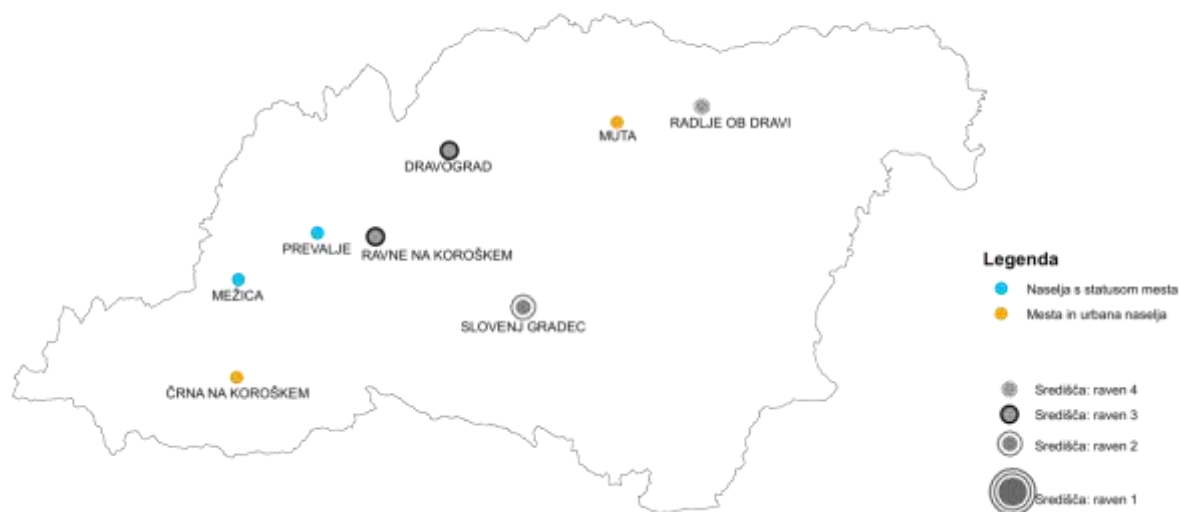 RADLJE OB DRAVI
MUTA
DRAVOGRAD
PREVALJE
RAVNE NA KOROŠKEM
MEŽICA
SLOVENJ GRADEC
ČRNA NA KOROŠKEM
Legenda
Naselja s statusom mesta
Mesta in urbana naselja
Središča: raven 4
Središča: raven 3
Središča: raven 2
Središča: raven 1